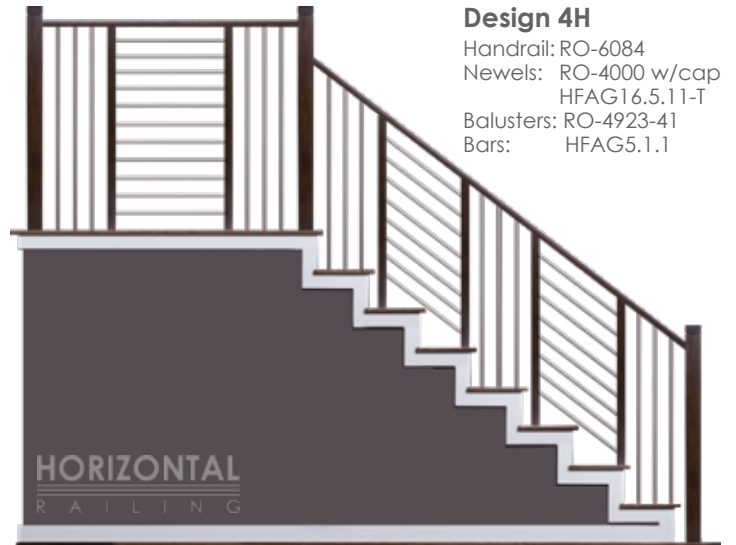 Design 4H
Handrail: RO-6084
Newels: RO-4000 w/cap
HFAG16.5.11-T
Balusters: RO-4923-41
Bars: HFAG5.1.1
HORIZONTAL
RAILING